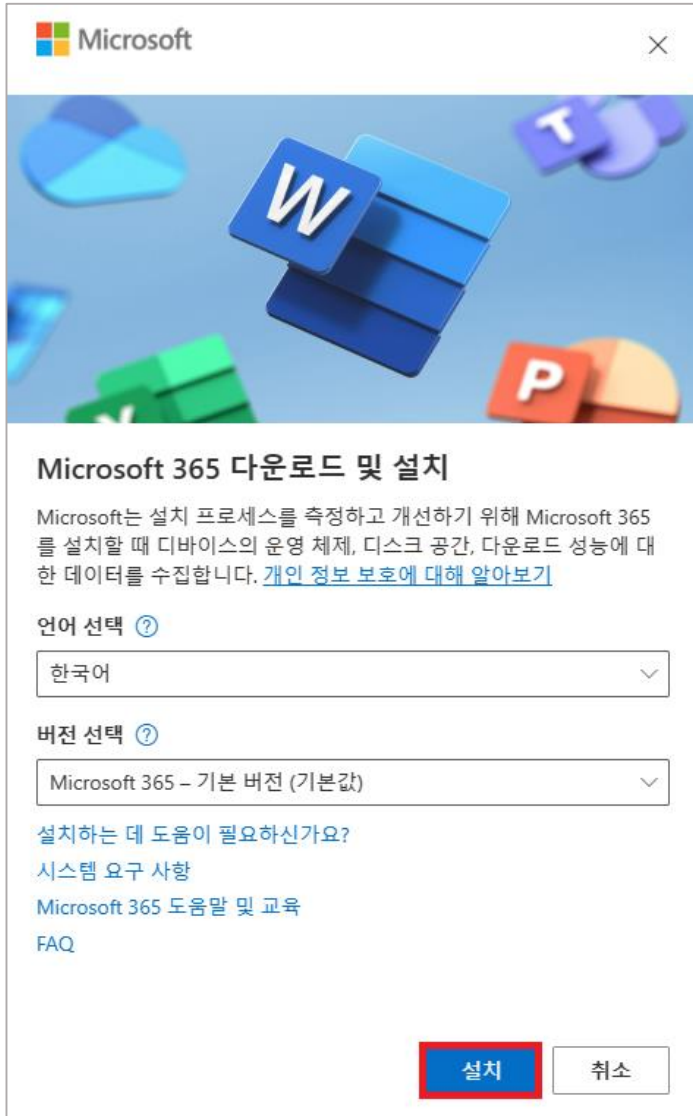 Microsoft
W
T
X
P
Microsoft 365 다운로드 및 설치
Microsoft는 설치 프로세스를 측정하고 개선하기 위해 Microsoft 365
를 설치할 때 디바이스의 운영 체제, 디스크 공간, 다운로드 성능에 대
한 데이터를 수집합니다. 개인 정보 보호에 대해 알아보기
언어 선택 ?
한국어
버전 선택 ?
Microsoft 365 – 기본 버전 (기본값)
설치하는 데 도움이 필요하신가요?
시스템 요구 사항
Microsoft 365 도움말 및 교육
FAQ
설치 취소